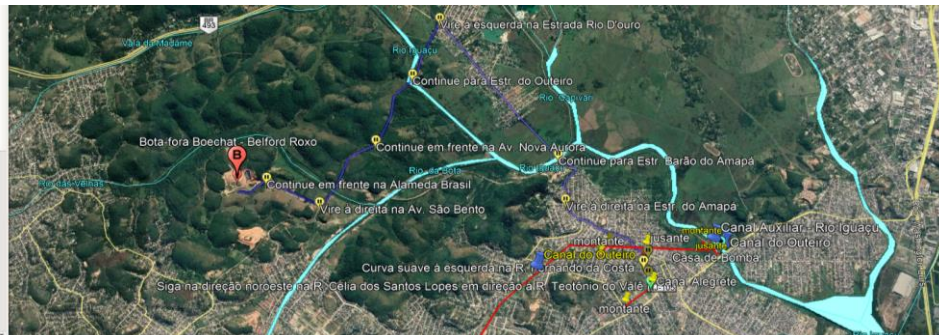 493
Vire à esquerda na Estrada Rio D'ouro
Vala da Madame
Rio Iguaçu
Continue para Estr. do Outeiro
Rio Capivari
Bota-fora Boechat - Belford Roxo
Continue em frente na Av. Nova Aurora
B
Continue para Estr. Barão do Amapá
Rio das Velhas
Continue em frente na Alameda Brasil
Rio da Bota
Vire à direita na Av. São Bento
Vire à direita na Estr. do Amapá
Canal Auxiliar - Rio Iguaçu
montante
montante
jusante
jusante
Canal do Outeiro
Canal do Outeiro
Casa de Bomba
Curva suave à esquerda na R. Fernando da Costa
Siga na direção noroeste na R. Célia dos Santos Lopes em direção à R. Teotônio do Vale
Canal Alegrete
montante